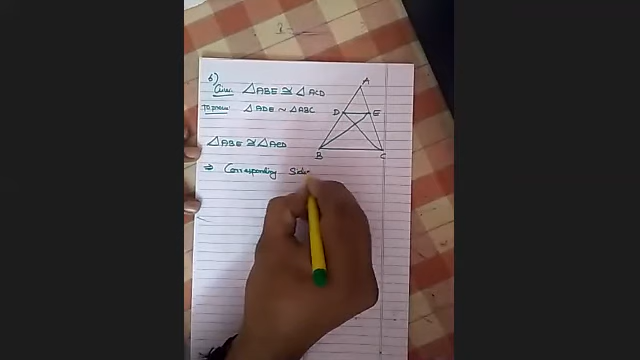 6)
Given: △ABE ≅ △ACD
To prove: △ADE ~ △ABC
A
D E
B C
△ABE ≅ △ACD
⇒ Corresponding Sides